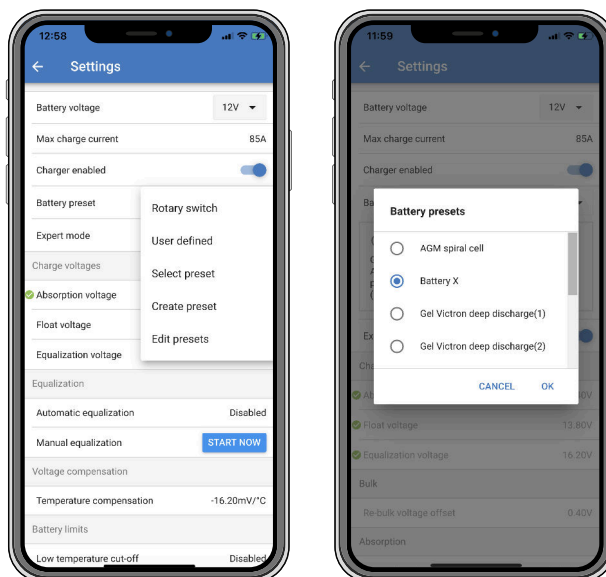 12:58
Settings
Battery voltage 12V
Max charge current 85A
Charger enabled
Battery preset
Expert mode
Rotary switch
User defined
Select preset
Create preset
Edit presets
Charge voltages
Absorption voltage
Float voltage
Equalization voltage
Equalization
Automatic equalization Disabled
Manual equalization START NOW
Voltage compensation
Temperature compensation -16.20mV/°C
Battery limits
Low temperature cut-off Disabled
11:59
Settings
Battery voltage 12V
Max charge current 85A
Charger enabled
Ba
Battery presets
AGM spiral cell
Battery X
Gel Victron deep discharge(1)
Gel Victron deep discharge(2)
CANCEL OK
Ex
Cha
Ab
Float voltage 13.80V
Equalization voltage 16.20V
Bulk
Re-bulk voltage offset 0.40V
Absorption